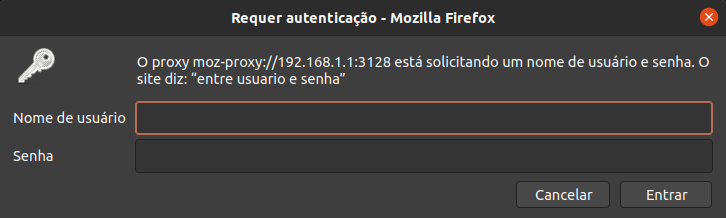 Requer autenticação - Mozilla Firefox
O proxy moz-proxy://192.168.1.1:3128 está solicitando um nome de usuário e senha. O
site diz: “entre usuario e senha”
Nome de usuário
Senha
Cancelar
Entrar